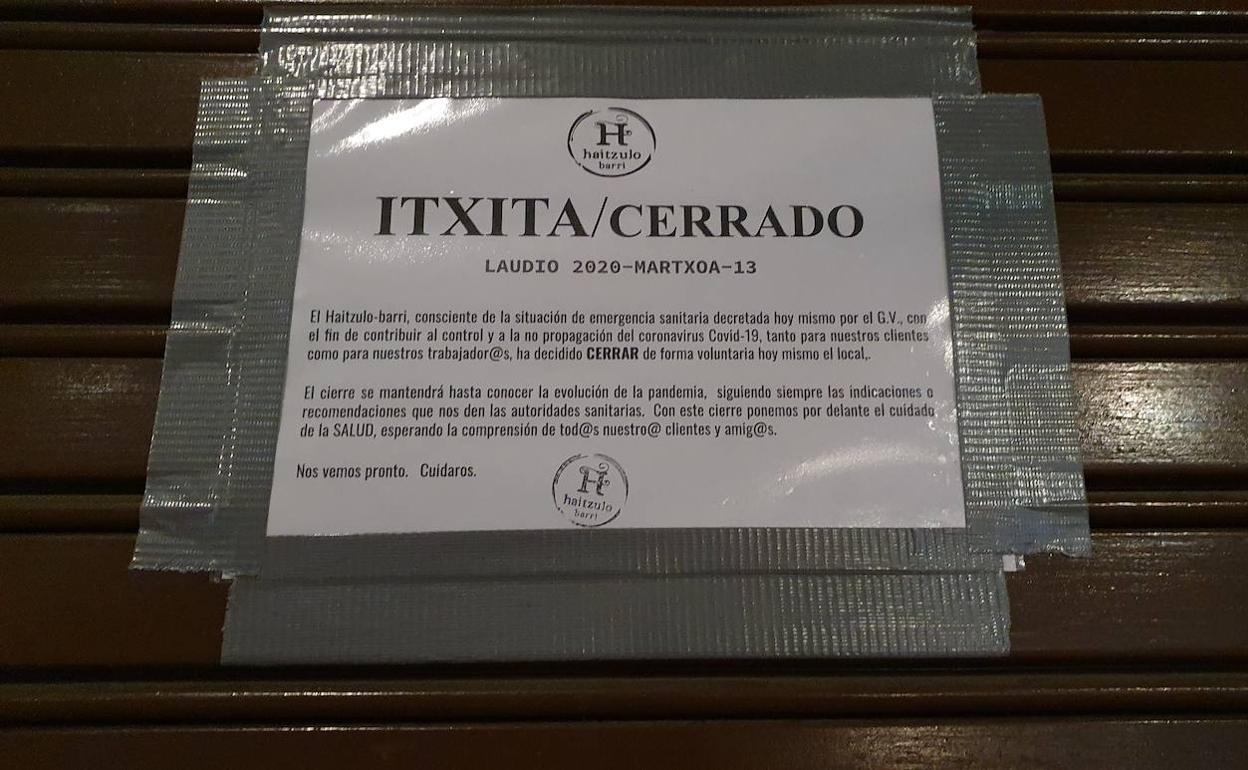 H
haitzulo
barri
ITXITA/CERRADO
LAUDIO 2020-MARTXOA-13
El Haitzulo-barri, consciente de la situación de emergencia sanitaria decretada hoy mismo por el G.V., con
el fin de contribuir al control y a la no propagación del coronavirus Covid-19, tanto para nuestros clientes
como para nuestros trabajador@s, ha decidido CERRAR de forma voluntaria hoy mismo el local,.
El cierre se mantendrá hasta conocer la evolución de la pandemia, siguiendo siempre las indicaciones o
recomendaciones que nos den las autoridades sanitarias. Con este cierre ponemos por delante el cuidado
de la SALUD, esperando la comprensión de tod@s nuestro@ clientes y amig@s.
Nos vemos pronto. Cuidaros.
H
haitzulo
barri